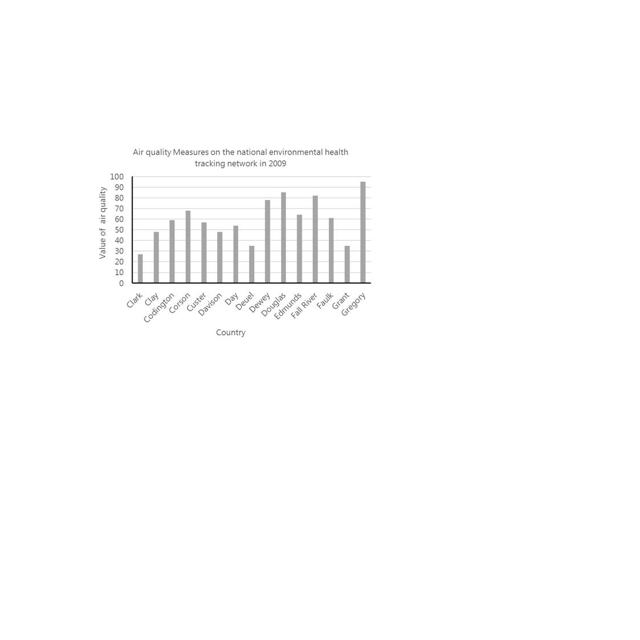 Air quality Measures on the national environmental health
tracking network in 2009
Value of air quality
100
90
80
70
60
50
40
30
20
10
0
Clark
Clay
Codington
Corson
Custer
Davison
Day
Deuel
Dewey
Douglas
Edmunds
Fall River
Faulk
Grant
Gregory
Country